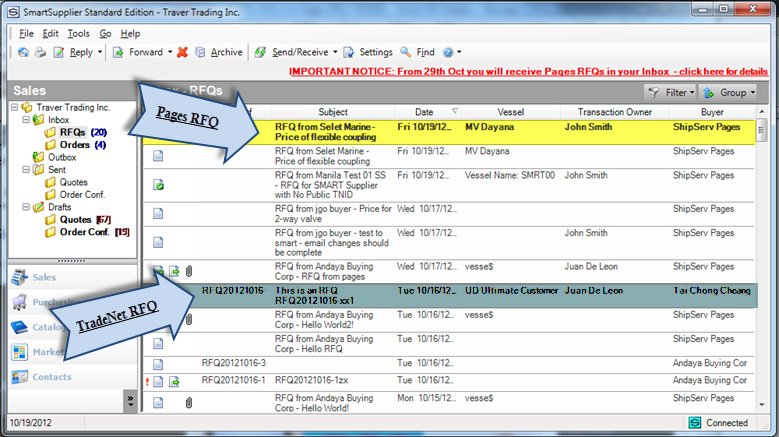 SmartSupplier Standard Edition - Traver Trading Inc.
File Edit Tools Go Help
Reply Forward Archive Send/Receive Settings Find
IMPORTANT NOTICE: From 29th Oct you will receive Pages RFQs in your Inbox - click here for details
Sales
- RFQs
Filter Group
Traver Trading Inc.
Inbox
RFQs (20)
Orders (4)
Outbox
Sent
Quotes
Order Conf.
Drafts
Quotes [67]
Order Conf. [19]
Sales
Catalo
Market
Contacts
Pages RFQ
TradeNet RFQ
Subject Date Vessel Transaction Owner Buyer
RFQ from Selet Marine - Fri 10/19/12... MV Dayana John Smith ShipServ Pages
Price of flexible coupling
RFQ from Selet Marine - Fri 10/19/12... MV Dayana ShipServ Pages
Price of flexible coupling
RFQ from Manila Test 01 SS Fri 10/19/12... Vessel Name: SMRT00 John Smith ShipServ Pages
- RFQ for SMART Supplier
with No Public TNID
RFQ from jgo buyer - Price for Wed 10/17/12... ShipServ Pages
2-way valve
RFQ from jgo buyer - test to Wed 10/17/12... John Smith ShipServ Pages
smart - email changes should
be complete
RFQ from Andaya Buying Wed 10/17/12... vesse$ Juan De Leon ShipServ Pages
Corp - RFQ from pages
RFQ20121016 This is an RFQ Tue 10/16/12... UD Ultimate Customer Juan De Leon Tai Chong Cheang
RFQ20121016 xx1
RFQ from Andaya Buying Tue 10/16/12... vesse$ ShipServ Pages
Corp - Hello World2!
RFQ from Andaya Buying Tue 10/16/12... ShipServ Pages
Corp - Hello RFQ
RFQ20121016-3 Tue 10/16/12... Andaya Buying Cor
RFQ20121016-1 RFQ20121016-1zx Tue 10/16/12... Andaya Buying Cor
RFQ from Andaya Buying Mon 10/15/12... vesse$ ShipServ Pages
Corp - Hello World!
10/19/2012 Connected